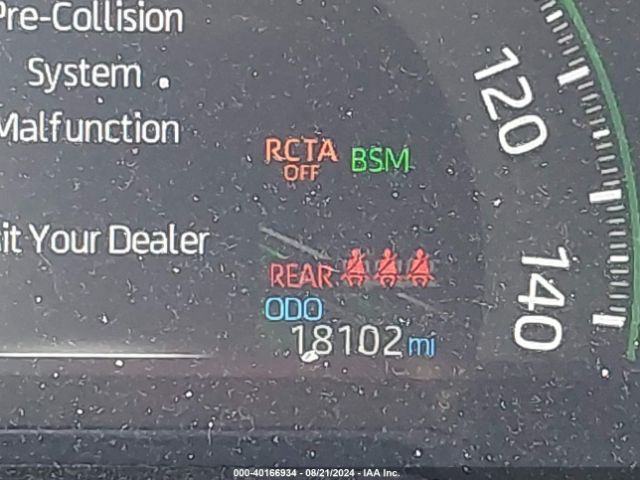 Pre-Collision
System
Malfunction
120
RCTA BSM
OFF
it Your Dealer
REAR
140
ODO
18102 mi
000-40166934 - 08/21/2024 - IAA Inc.